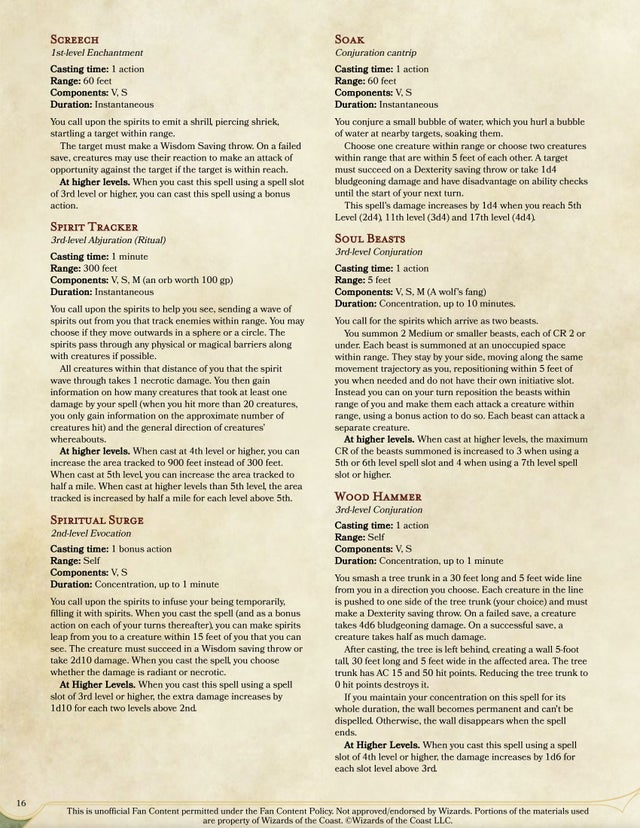 SCREECH
1st-level Enchantment
Casting time: 1 action
Range: 60 feet
Components: V, S
Duration: Instantaneous
You call upon the spirits to emit a shrill, piercing shriek,
startling a target within range.
The target must make a Wisdom Saving throw. On a failed
save, creatures may use their reaction to make an attack of
opportunity against the target if the target is within reach.
At higher levels. When you cast this spell using a spell slot
of 3rd level or higher, you can cast this spell using a bonus
action.
SPIRIT TRACKER
3rd-level Abjuration (Ritual)
Casting time: 1 minute
Range: 300 feet
Components: V, S, M (an orb worth 100 gp)
Duration: Instantaneous
You call upon the spirits to help you see, sending a wave of
spirits out from you that track enemies within range. You may
choose if they move outwards in a sphere or a circle. The
spirits pass through any physical or magical barriers along
with creatures if possible.
All creatures within that distance of you that the spirit
wave through takes 1 necrotic damage. You then gain
information on how many creatures that took at least one
damage by your spell (when you hit more than 20 creatures,
you only gain information on the approximate number of
creatures hit) and the general direction of creatures'
whereabouts.
At higher levels. When cast at 4th level or higher, you can
increase the area tracked to 900 feet instead of 300 feet.
When cast at 5th level, you can increase the area tracked to
half a mile. When cast at higher levels than 5th level, the area
tracked is increased by half a mile for each level above 5th.
SPIRITUAL SURGE
2nd-level Evocation
Casting time: 1 bonus action
Range: Self
Components: V, S
Duration: Concentration, up to 1 minute
You call upon the spirits to infuse your being temporarily,
filling it with spirits. When you cast the spell (and as a bonus
action on each of your turns thereafter), you can make spirits
leap from you to a creature within 15 feet of you that you can
see. The creature must succeed in a Wisdom saving throw or
take 2d10 damage. When you cast the spell, you choose
whether the damage is radiant or necrotic.
At Higher Levels. When you cast this spell using a spell
slot of 3rd level or higher, the extra damage increases by
1d10 for each two levels above 2nd.
SOAK
Conjuration cantrip
Casting time: 1 action
Range: 60 feet
Components: V, S
Duration: Instantaneous
You conjure a small bubble of water, which you hurl a bubble
of water at nearby targets, soaking them.
Choose one creature within range or choose two creatures
within range that are within 5 feet of each other. A target
must succeed on a Dexterity saving throw or take 1d4
bludgeoning damage and have disadvantage on ability checks
until the start of your next turn.
This spell's damage increases by 1d4 when you reach 5th
Level (2d4), 11th level (3d4) and 17th level (4d4).
SOUL BEASTS
3rd-level Conjuration
Casting time: 1 action
Range: 5 feet
Components: V, S, M (A wolf's fang)
Duration: Concentration, up to 10 minutes.
You call for the spirits which arrive as two beasts.
You summon 2 Medium or smaller beasts, each of CR 2 or
under. Each beast is summoned at an unoccupied space
within range. They stay by your side, moving along the same
movement trajectory as you, repositioning within 5 feet of
you when needed and do not have their own initiative slot.
Instead you can on your turn reposition the beasts within
range of you and make them each attack a creature within
range, using a bonus action to do so. Each beast can attack a
separate creature.
At higher levels. When cast at higher levels, the maximum
CR of the beasts summoned is increased to 3 when using a
5th or 6th level spell slot and 4 when using a 7th level spell
slot or higher.
WOOD HAMMER
3rd-level Conjuration
Casting time: 1 action
Range: Self
Components: V, S
Duration: Concentration, up to 1 minute
You smash a tree trunk in a 30 feet long and 5 feet wide line
from you in a direction you choose. Each creature in the line
is pushed to one side of the tree trunk (your choice) and must
make a Dexterity saving throw. On a failed save, a creature
takes 4d6 bludgeoning damage. On a successful save, a
creature takes half as much damage.
After casting, the tree is left behind, creating a wall 5-foot
tall, 30 feet long and 5 feet wide in the affected area. The tree
trunk has AC 15 and 50 hit points. Reducing the tree trunk to
0 hit points destroys it.
If you maintain your concentration on this spell for its
whole duration, the wall becomes permanent and can't be
dispelled. Otherwise, the wall disappears when the spell
ends.
At Higher Levels. When you cast this spell using a spell
slot of 4th level or higher, the damage increases by 1d6 for
each slot level above 3rd.
16
This is unofficial Fan Content permitted under the Fan Content Policy. Not approved/endorsed by Wizards. Portions of the materials used
are property of Wizards of the Coast. ©Wizards of the Coast LLC.